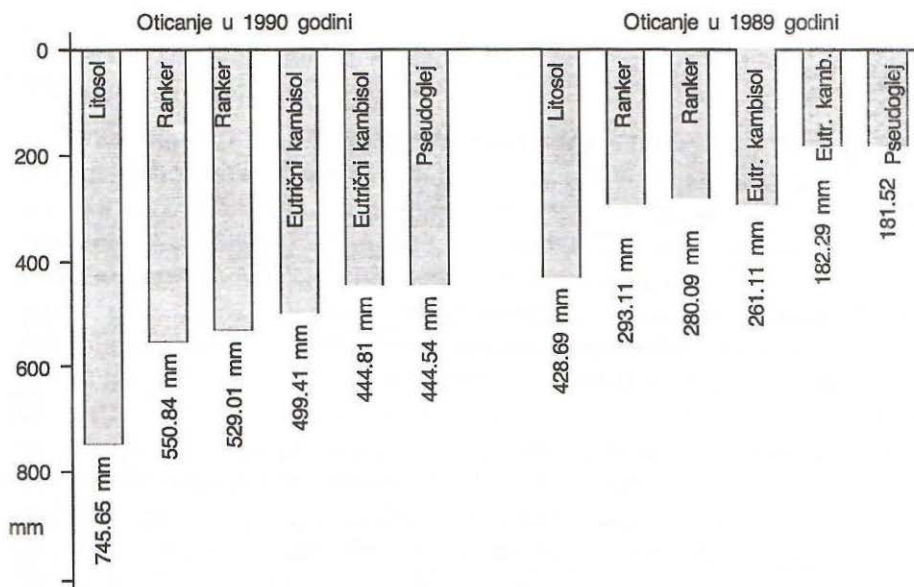 Oticanje u 1990 godini
Oticanje u 1989 godini
0
200
400
600
800
mm
Litosol
745.65 mm
Ranker
550.84 mm
Ranker
529.01 mm
Eutrični kambisol
499.41 mm
Eutrični kambisol
444.81 mm
Pseudoglej
444.54 mm
Litosol
428.69 mm
Ranker
293.11 mm
Ranker
280.09 mm
Eutr. kambisol
261.11 mm
Eutr. kamb.
182.29 mm
Pseudoglej
181.52